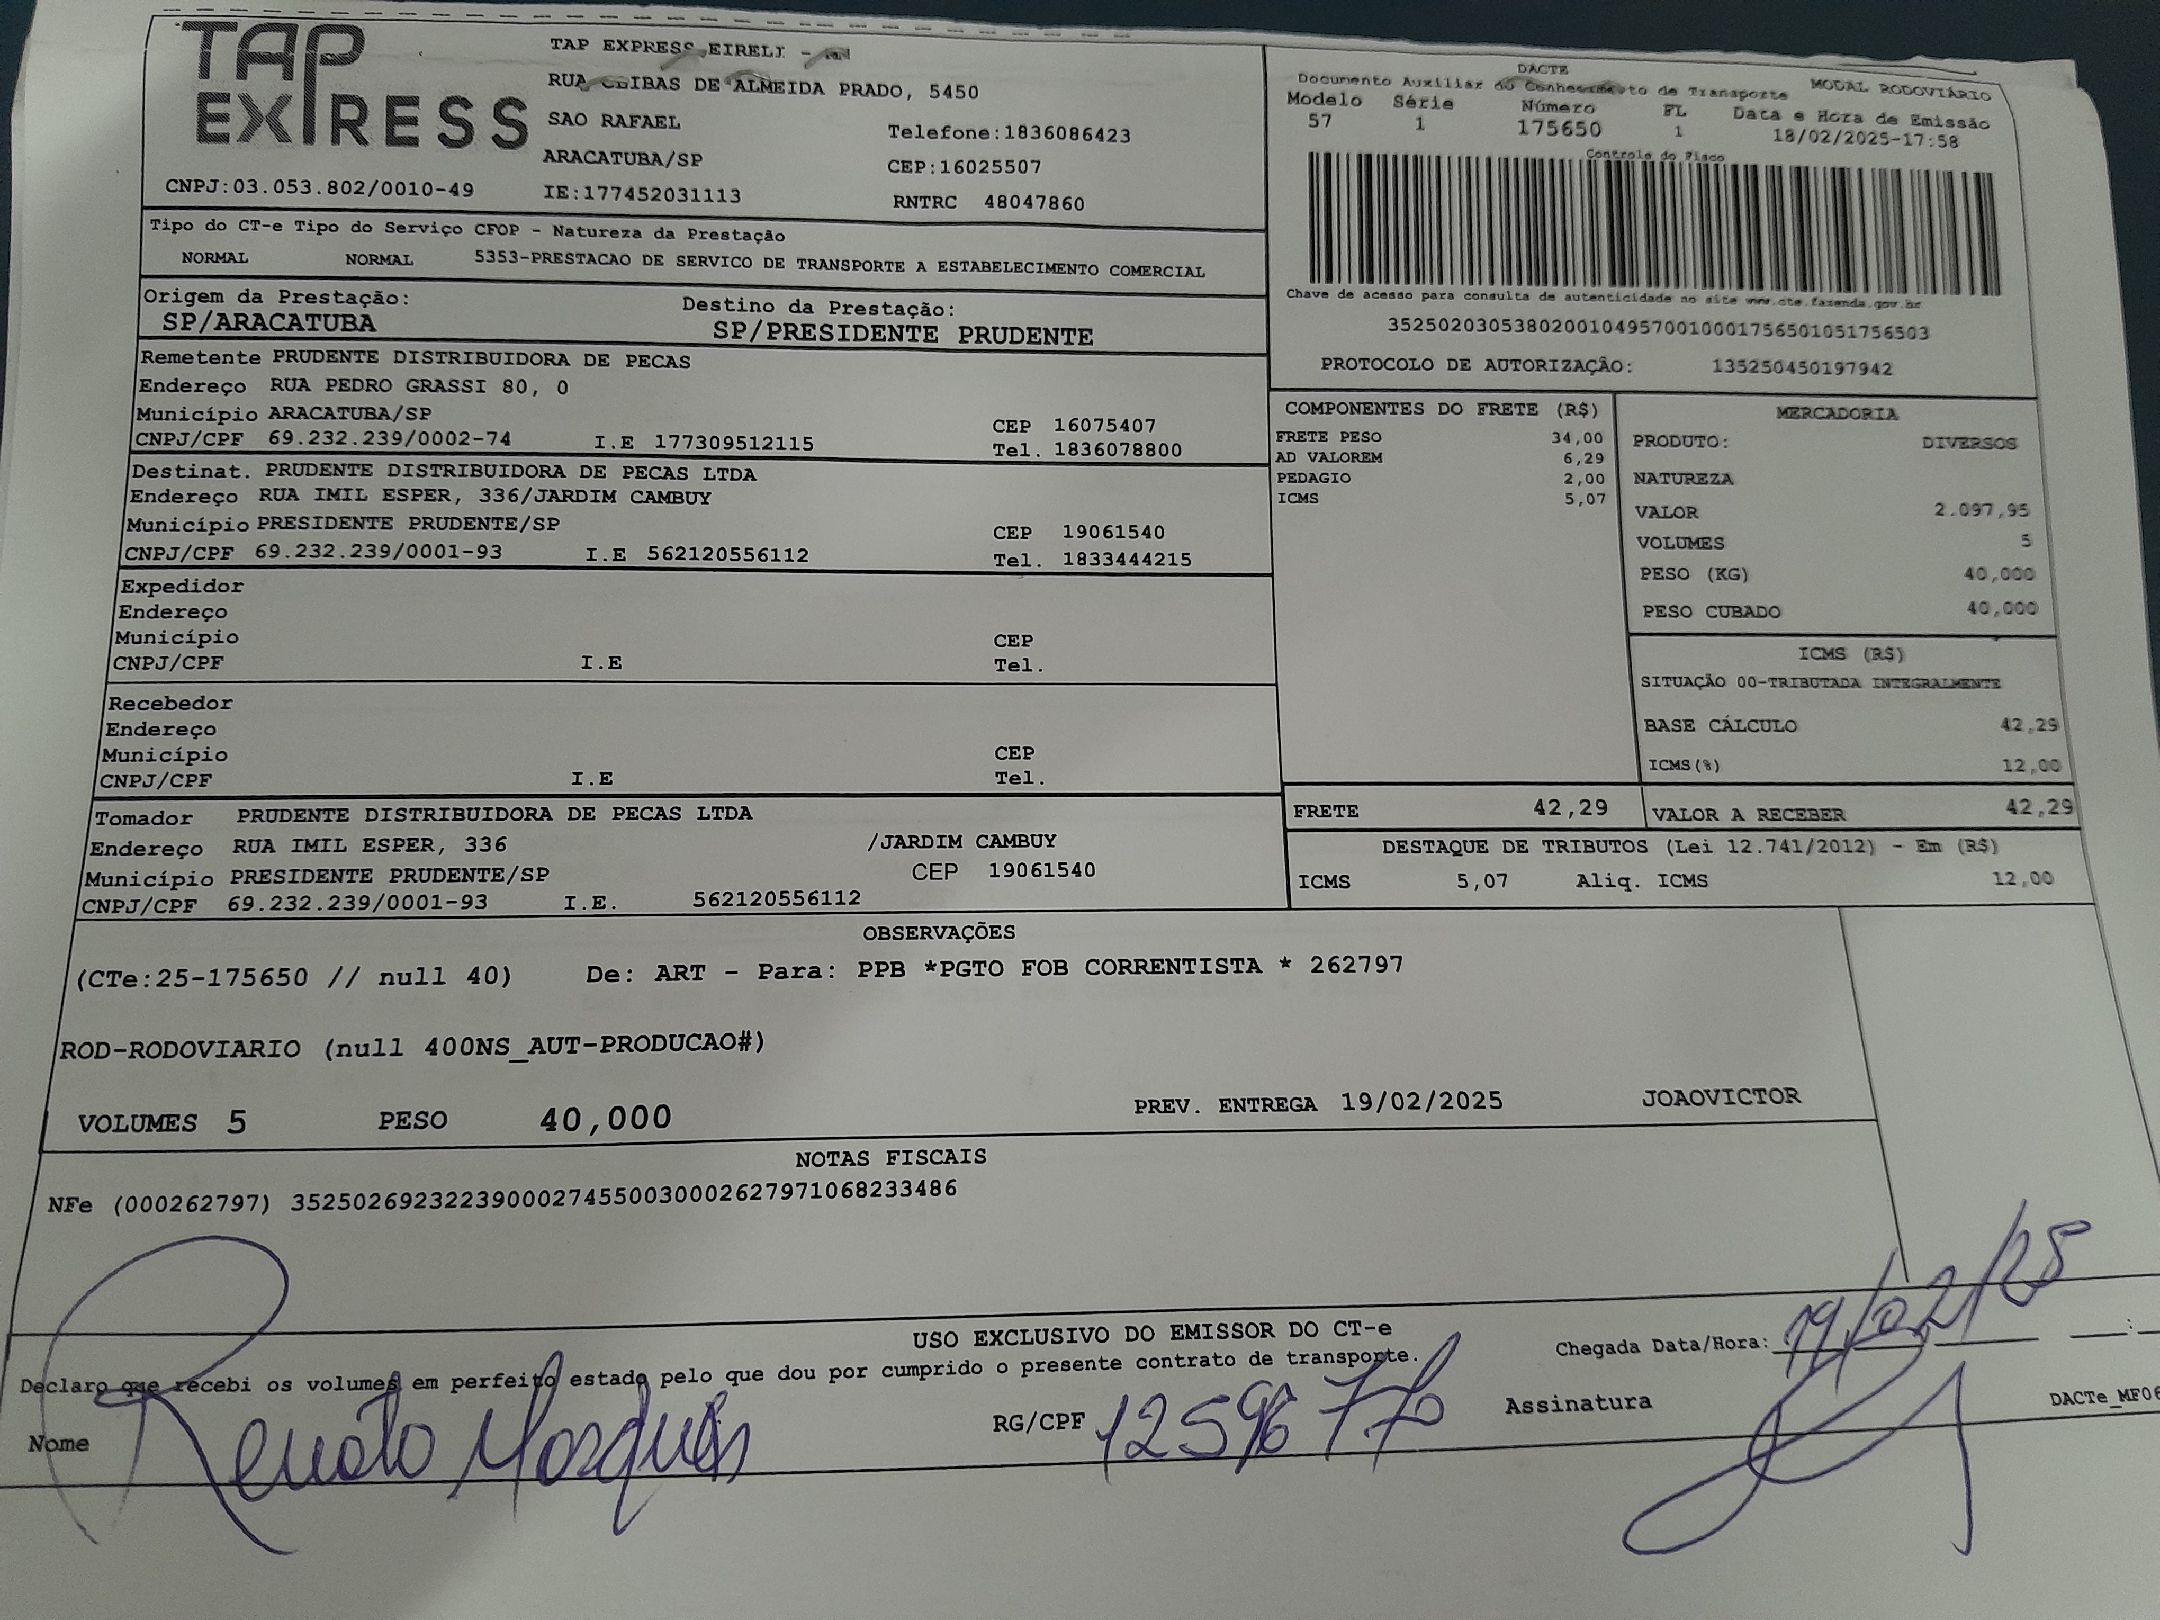 TAP EXPRESS
TAP EXPRESS EIRELI -
RUA DE ALMEIDA PRADO, 5450
SAO RAFAEL Telefone:1836086423
ARACATUBA/SP CEP:16025507
CNPJ:03.053.802/0010-49 IE:177452031113 RNTRC 48047860
DACTE
Documento Auxiliar do Conhecimento de Transporte MODAL RODOVIÁRIO
Modelo Série Número FL Data e Hora de Emissão
57 1 175650 1 18/02/2025-17:58
Controle do Fisco
Chave de acesso para consulta de autenticidade no site www.cte.fazenda.gov.br
35250203053802001049570010001756501051756503
PROTOCOLO DE AUTORIZAÇÃO: 135250450197942
Tipo do CT-e Tipo do Serviço CFOP - Natureza da Prestação
NORMAL NORMAL 5353-PRESTACAO DE SERVICO DE TRANSPORTE A ESTABELECIMENTO COMERCIAL
Origem da Prestação: Destino da Prestação:
SP/ARACATUBA SP/PRESIDENTE PRUDENTE
Remetente PRUDENTE DISTRIBUIDORA DE PECAS
Endereço RUA PEDRO GRASSI 80, 0
Município ARACATUBA/SP CEP 16075407
CNPJ/CPF 69.232.239/0002-74 I.E 177309512115 Tel. 1836078800
Destinat. PRUDENTE DISTRIBUIDORA DE PECAS LTDA
Endereço RUA IMIL ESPER, 336/JARDIM CAMBUY
Município PRESIDENTE PRUDENTE/SP CEP 19061540
CNPJ/CPF 69.232.239/0001-93 I.E 562120556112 Tel. 1833444215
Expedidor
Endereço
Município CEP
CNPJ/CPF I.E Tel.
Recebedor
Endereço
Município CEP
CNPJ/CPF I.E Tel.
Tomador PRUDENTE DISTRIBUIDORA DE PECAS LTDA
Endereço RUA IMIL ESPER, 336 /JARDIM CAMBUY
Município PRESIDENTE PRUDENTE/SP CEP 19061540
CNPJ/CPF 69.232.239/0001-93 I.E. 562120556112
COMPONENTES DO FRETE (R$)
FRETE PESO 34,00
AD VALOREM 6,29
PEDAGIO 2,00
ICMS 5,07
MERCADORIA
PRODUTO: DIVERSOS
NATUREZA
VALOR 2.097,95
VOLUMES 5
PESO (KG) 40,000
PESO CUBADO 40,000
ICMS (R$)
SITUAÇÃO 00-TRIBUTADA INTEGRALMENTE
BASE CÁLCULO 42,29
ICMS(%) 12,00
FRETE 42,29 VALOR A RECEBER 42,29
DESTAQUE DE TRIBUTOS (Lei 12.741/2012) - Em (R$)
ICMS 5,07 Aliq. ICMS 12,00
OBSERVAÇÕES
(CTe:25-175650 // null 40) De: ART - Para: PPB *PGTO FOB CORRENTISTA * 262797
ROD-RODOVIARIO (null 400NS_AUT-PRODUCAO#)
VOLUMES 5 PESO 40,000 PREV. ENTREGA 19/02/2025 JOAOVICTOR
NOTAS FISCAIS
NFe (000262797) 35250269232239000274550030002627971068233486
USO EXCLUSIVO DO EMISSOR DO CT-e
Declaro que recebi os volumes em perfeito estado pelo que dou por cumprido o presente contrato de transporte.
Chegada Data/Hora: 19/02/25 __:__
Nome Renato Marques RG/CPF 12596770 Assinatura
DACTe_MF06